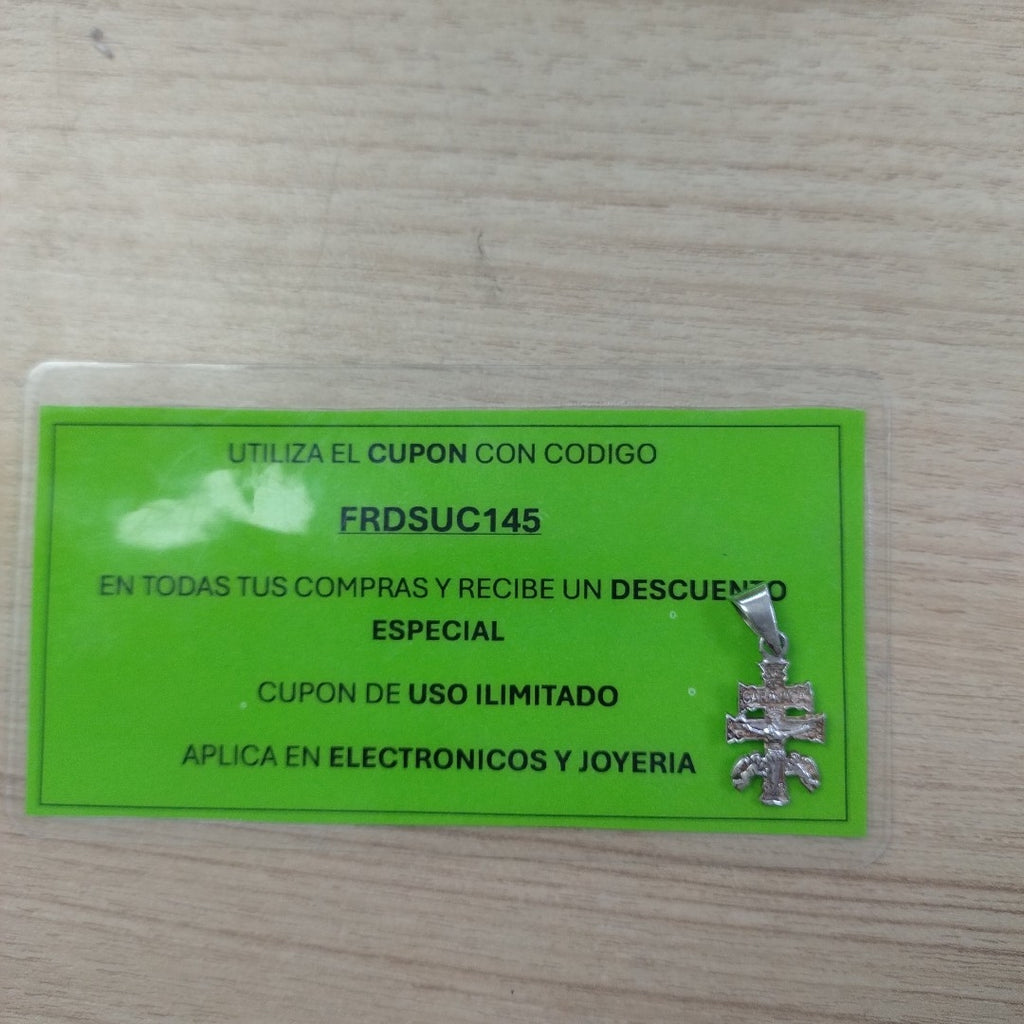 UTILIZA EL CUPON CON CODIGO
FRDSUC145
EN TODAS TUS COMPRAS Y RECIBE UN DESCUENTO
ESPECIAL
CUPON DE USO ILIMITADO
APLICA EN ELECTRONICOS Y JOYERIA